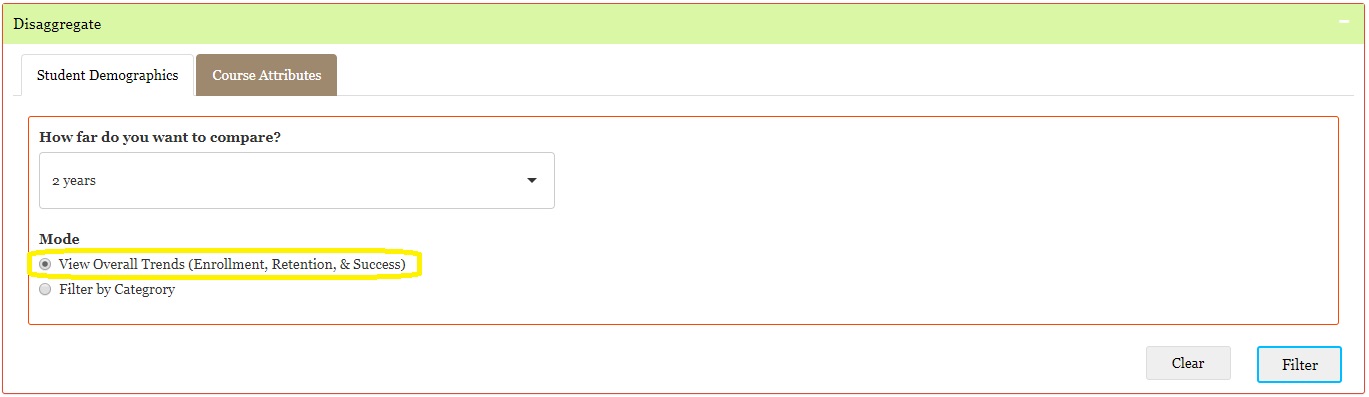 Disaggregate
Student Demographics
Course Attributes
How far do you want to compare?
2 years
Mode
View Overall Trends (Enrollment, Retention, & Success)
Filter by Categrory
Clear
Filter